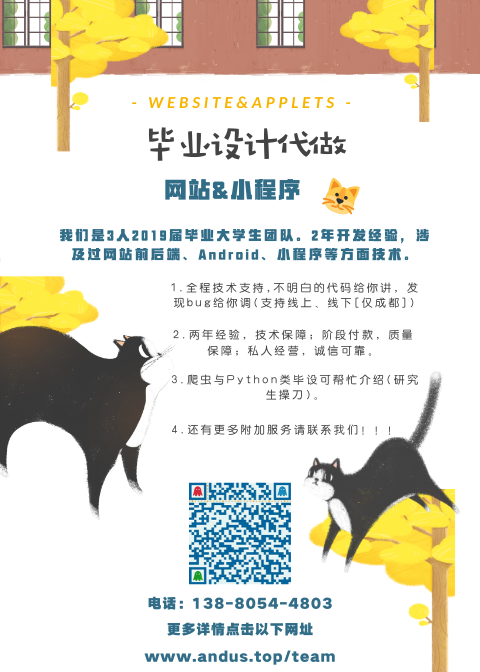 - WEBSITE&APPLETS -
毕业设计代做
网站&小程序
我们是3人2019届毕业大学生团队。2年开发经验，涉
及过网站前后端、Android、小程序等方面技术。
1.全程技术支持,不明白的代码给你讲，发
现bug给你调(支持线上、线下[仅成都])
2.两年经验，技术保障；阶段付款，质量
保障；私人经营，诚信可靠。
3.爬虫与Python类毕设可帮忙介绍(研究
生操刀)。
4.还有更多附加服务请联系我们！！！
电话：138-8054-4803
更多详情点击以下网址
www.andus.top/team